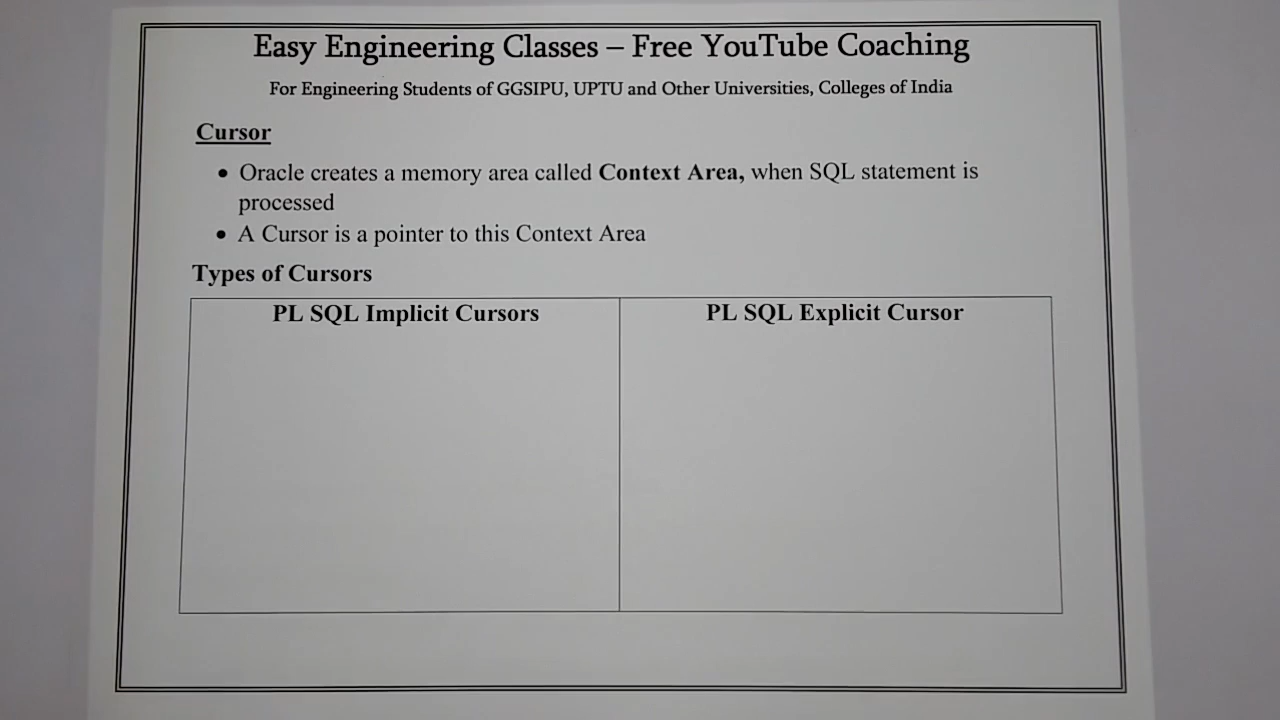 Easy Engineering Classes – Free YouTube Coaching
For Engineering Students of GGSIPU, UPTU and Other Universities, Colleges of India
Cursor
• Oracle creates a memory area called Context Area, when SQL statement is
processed
• A Cursor is a pointer to this Context Area
Types of Cursors
PL SQL Implicit Cursors
PL SQL Explicit Cursor